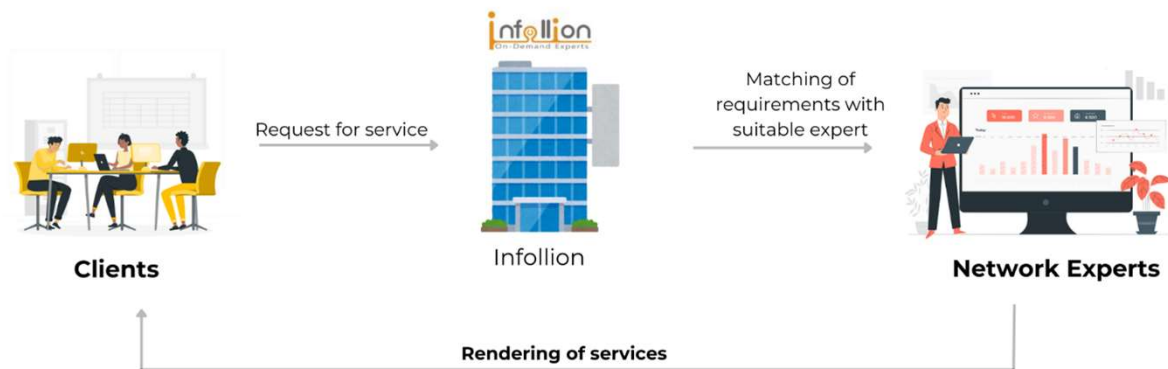 infollion
On-Demand Experts
Request for service
Matching of
requirements with
suitable expert
Today
Clients
Infollion
Network Experts
Rendering of services